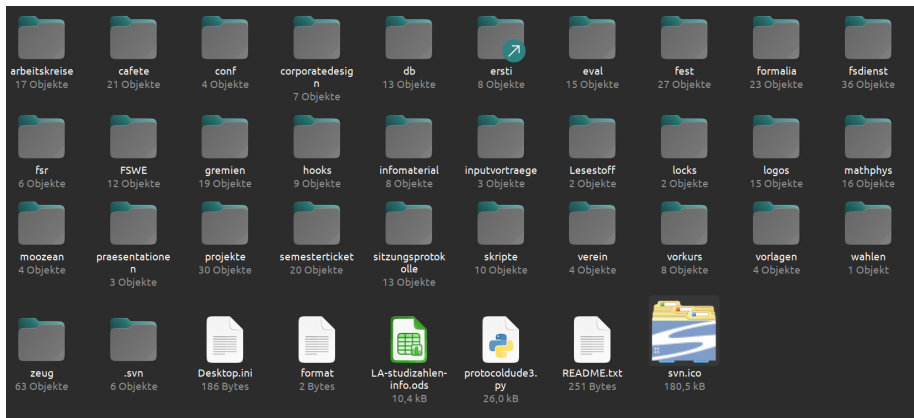 arbeitskreise cafete conf corporatedesig db ersti eval fest formalia fsdienst
17 Objekte 21 Objekte 4 Objekte n 13 Objekte 8 Objekte 15 Objekte 27 Objekte 23 Objekte 36 Objekte
7 Objekte
fsr FSWE gremien hooks infomaterial inputvortraege Lesestoff locks logos mathphys
6 Objekte 12 Objekte 19 Objekte 9 Objekte 8 Objekte 3 Objekte 2 Objekte 2 Objekte 15 Objekte 16 Objekte
moozean praesentatione projekte semesterticket sitzungsprotok skripte verein vorkurs vorlagen wahlen
4 Objekte n 30 Objekte 20 Objekte olle 10 Objekte 4 Objekte 8 Objekte 4 Objekte 1 Objekt
3 Objekte 13 Objekte
zeug .svn Desktop.ini format LA-studizahlen- protocoldude3. README.txt svn.ico
63 Objekte 6 Objekte 186 Bytes 2 Bytes info.ods py 251 Bytes 180,5 kB
10,4 kB 26,0 kB